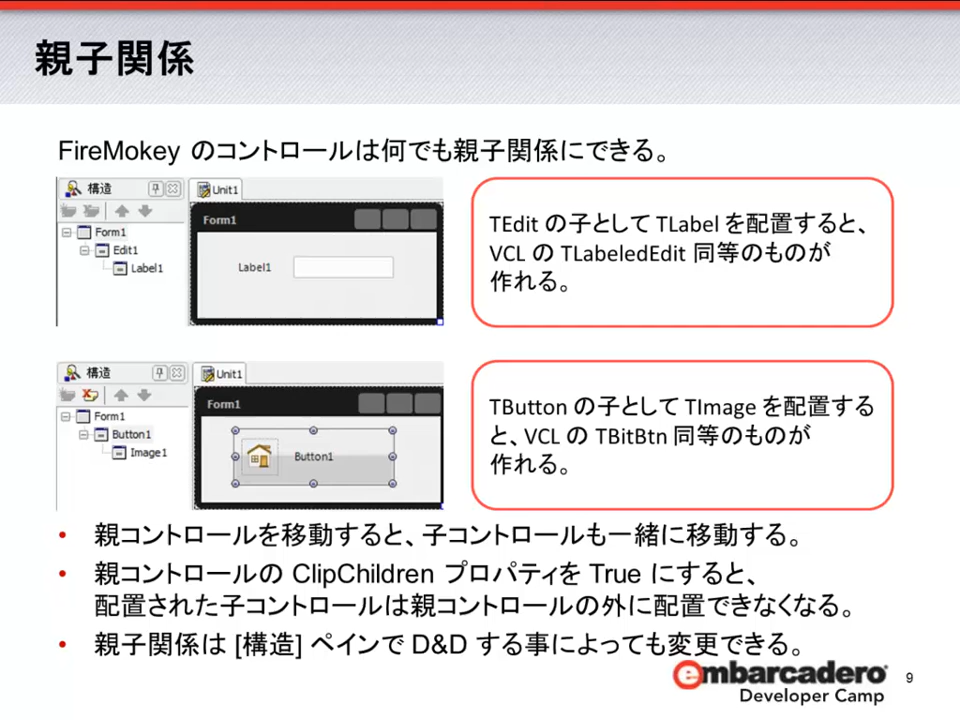 親子関係
FireMokey のコントロールは何でも親子関係にできる。
構造
Unit1
Form1
Edit1
Label1
Form1
Label1
TEdit の子として TLabel を配置すると、
VCL の TLabeledEdit 同等のものが
作れる。
構造
Unit1
Form1
Button1
Image1
Form1
Button1
TButton の子として TImage を配置する
と、VCL の TBitBtn 同等のものが
作れる。
• 親コントロールを移動すると、子コントロールも一緒に移動する。
• 親コントロールの ClipChildren プロパティを True にすると、
配置された子コントロールは親コントロールの外に配置できなくなる。
• 親子関係は [構造] ペインで D&D する事によっても変更できる。
embarcadero
Developer Camp
9